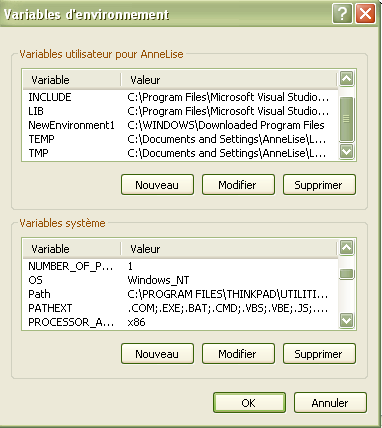 Variables d'environnement
Variables utilisateur pour AnneLise
Variable Valeur
INCLUDE C:\Program Files\Microsoft Visual Studio...
LIB C:\Program Files\Microsoft Visual Studio...
NewEnvironment1 C:\WINDOWS\Downloaded Program Files
TEMP C:\Documents and Settings\AnneLise\L...
TMP C:\Documents and Settings\AnneLise\L...
Nouveau Modifier Supprimer
Variables système
Variable Valeur
NUMBER_OF_P... 1
OS Windows_NT
Path C:\PROGRAM FILES\THINKPAD\UTILITI...
PATHEXT .COM;.EXE;.BAT;.CMD;.VBS;.VBE;.JS;....
PROCESSOR_A... x86
Nouveau Modifier Supprimer
OK Annuler